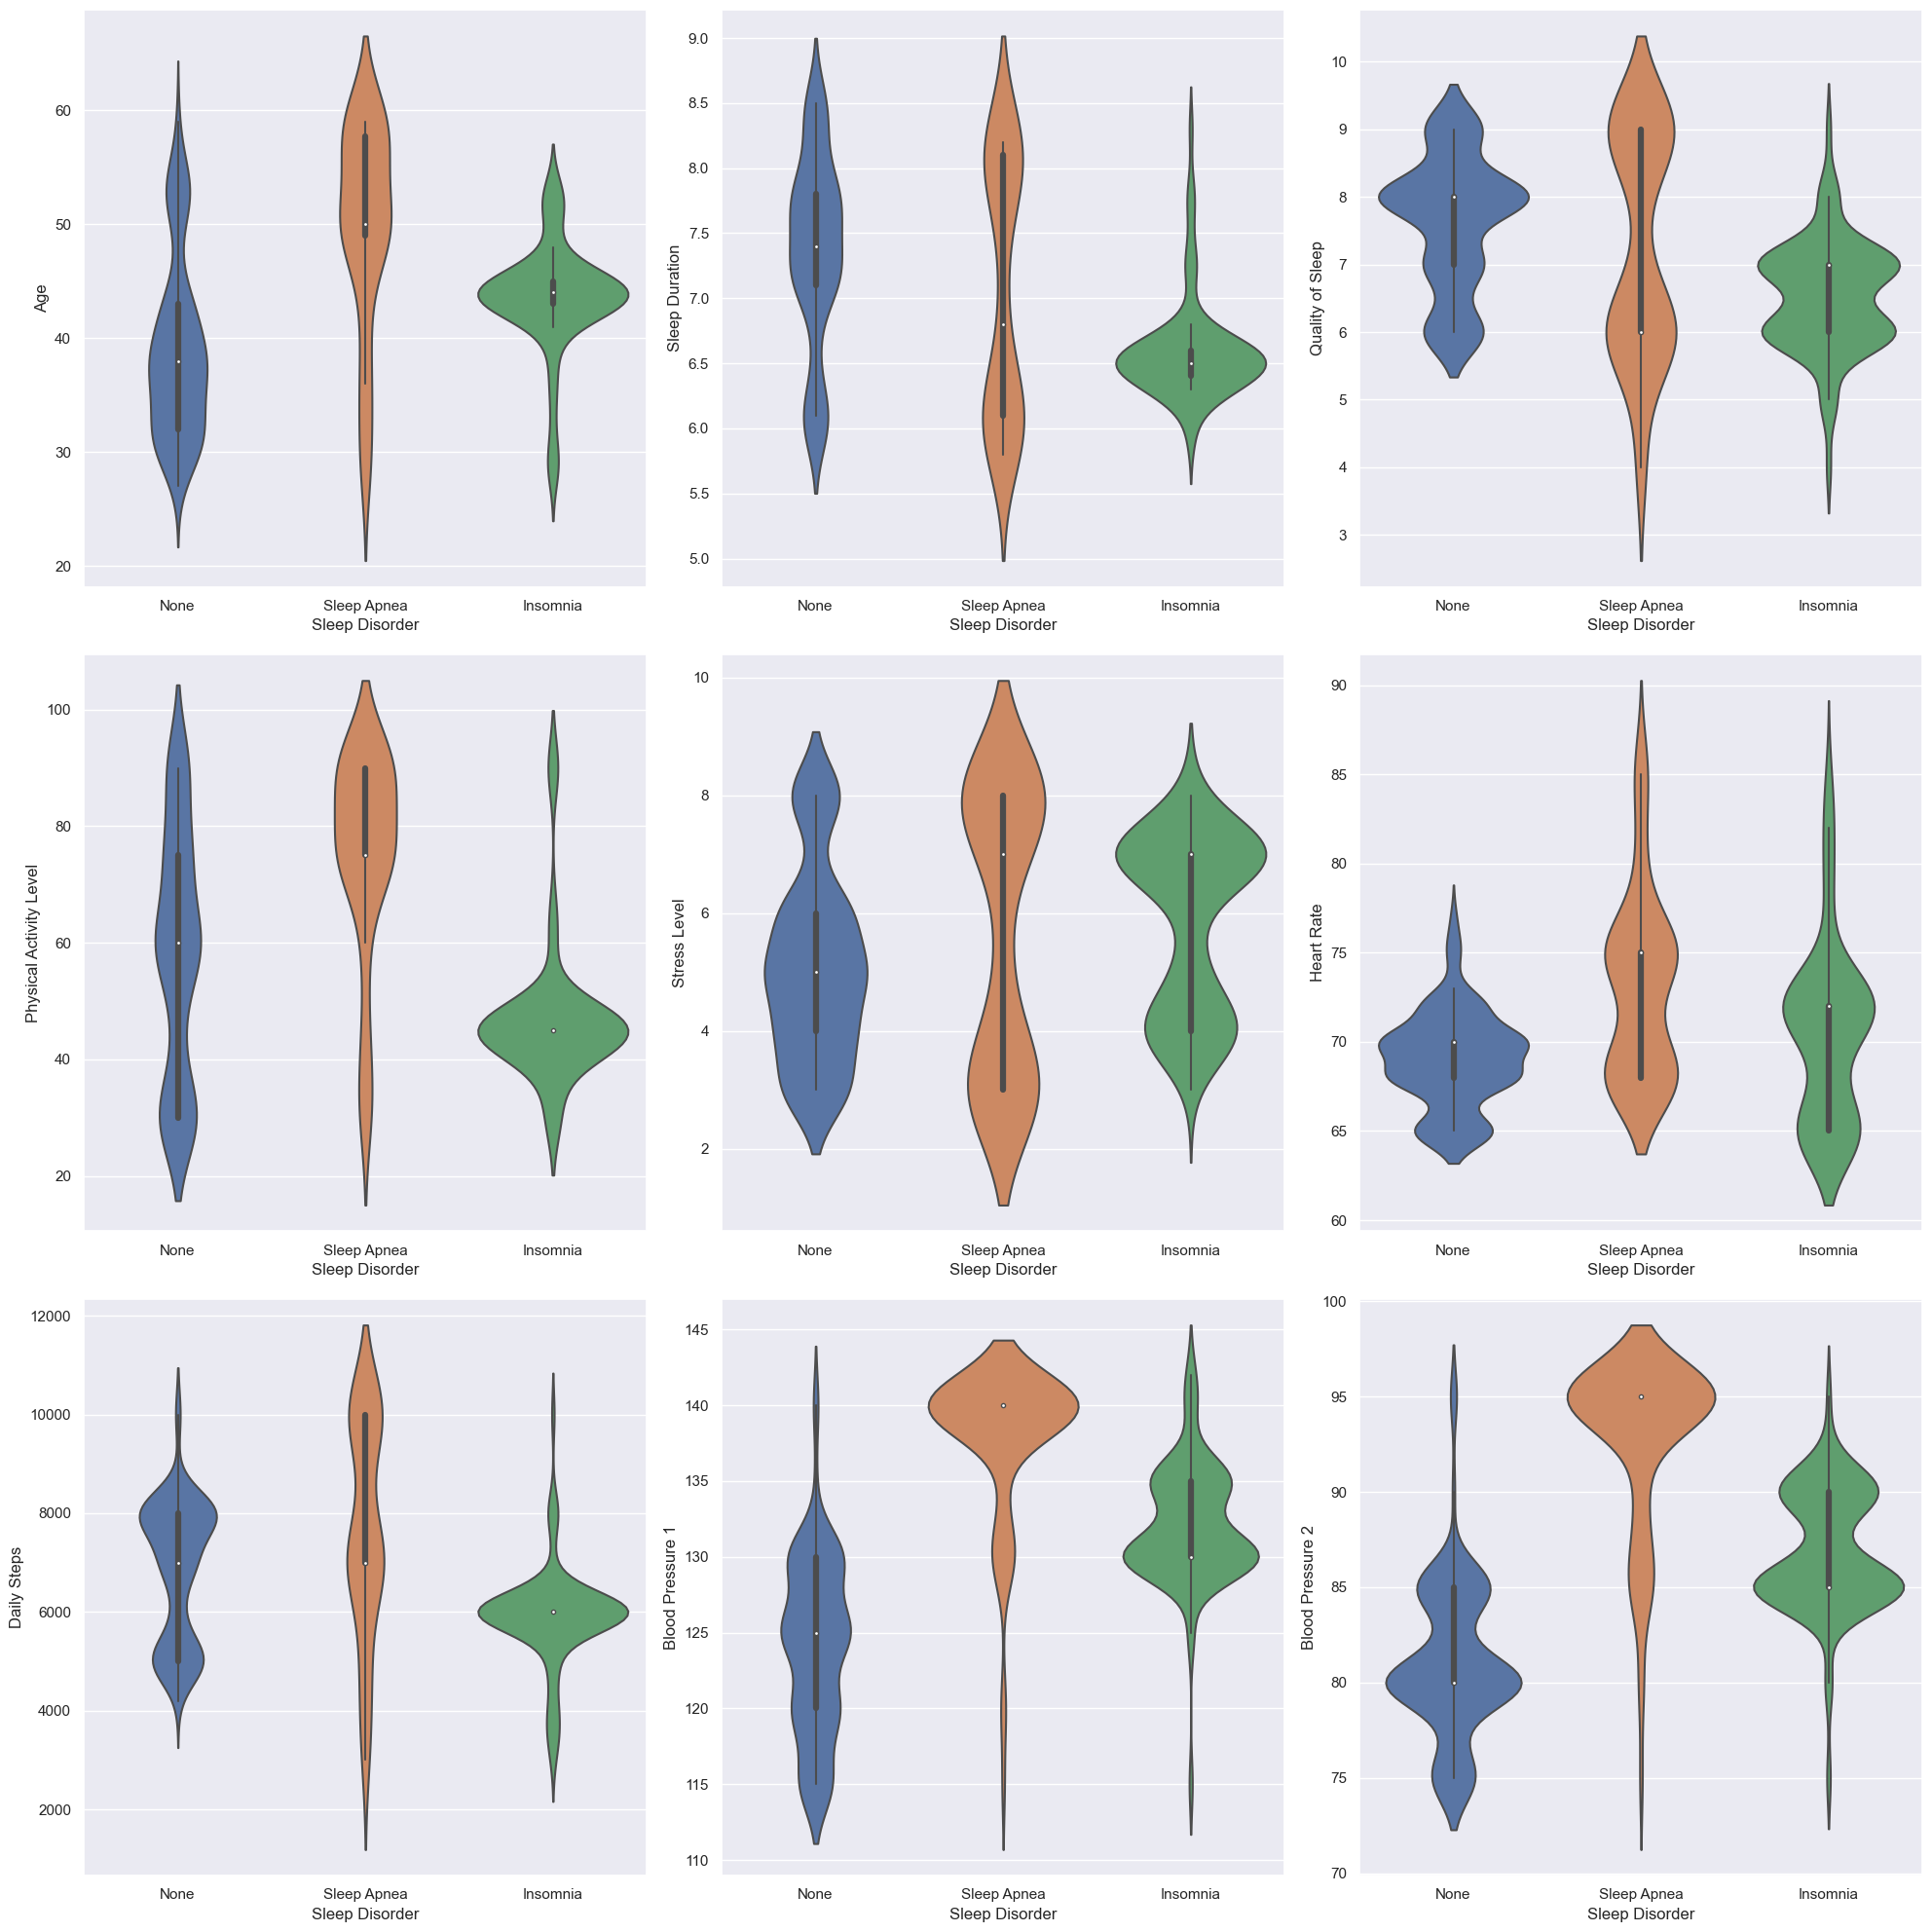 Age
60
50
40
30
20
None Sleep Apnea Insomnia
Sleep Disorder
Sleep Duration
9.0
8.5
8.0
7.5
7.0
6.5
6.0
5.5
5.0
None Sleep Apnea Insomnia
Sleep Disorder
Quality of Sleep
10
9
8
7
6
5
4
3
None Sleep Apnea Insomnia
Sleep Disorder
Physical Activity Level
100
80
60
40
20
None Sleep Apnea Insomnia
Sleep Disorder
Stress Level
10
8
6
4
2
None Sleep Apnea Insomnia
Sleep Disorder
Heart Rate
90
85
80
75
70
65
60
None Sleep Apnea Insomnia
Sleep Disorder
Daily Steps
12000
10000
8000
6000
4000
2000
None Sleep Apnea Insomnia
Sleep Disorder
Blood Pressure 1
145
140
135
130
125
120
115
110
None Sleep Apnea Insomnia
Sleep Disorder
Blood Pressure 2
100
95
90
85
80
75
70
None Sleep Apnea Insomnia
Sleep Disorder